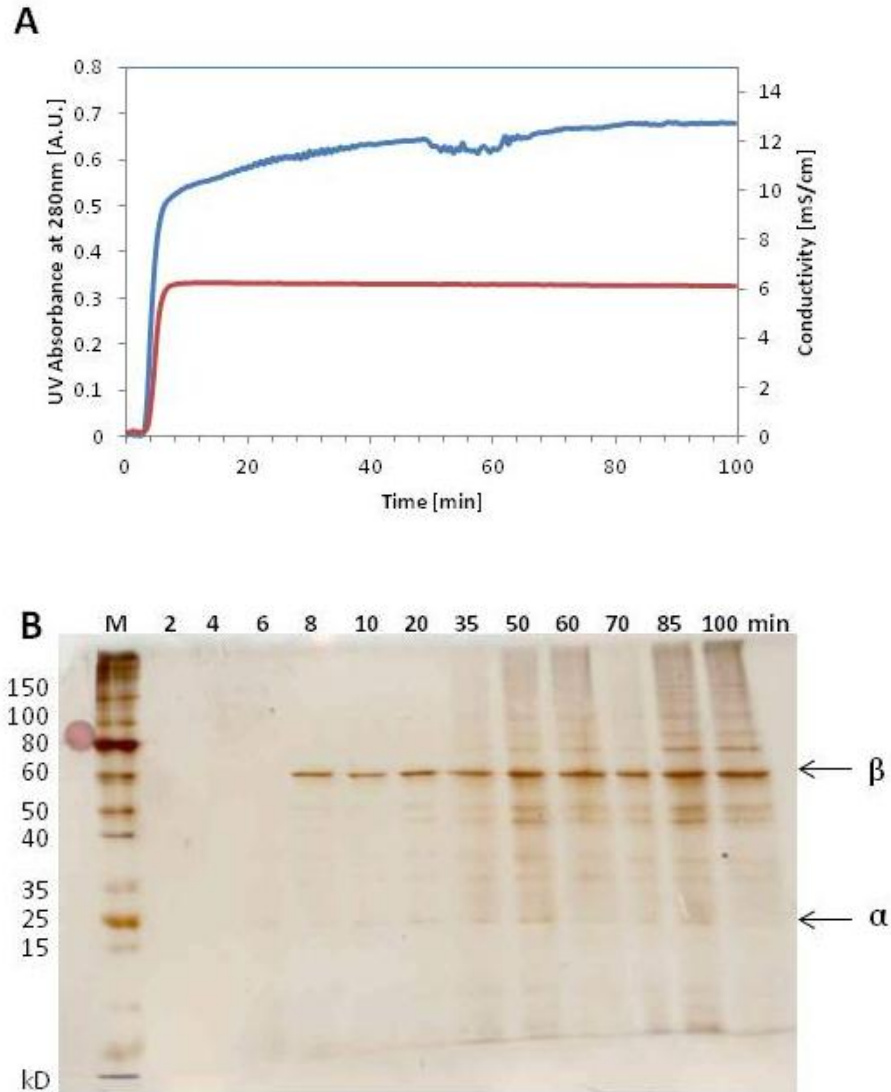 A
UV Absorbance at 280nm [A.U.]
0.8
0.7
0.6
0.5
0.4
0.3
0.2
0.1
0
14
12
10
8
6
4
2
0
Conductivity [mS/cm]
0 20 40 60 80 100
Time [min]
B
M 2 4 6 8 10 20 35 50 60 70 85 100 min
150
100
80
60
50
40
35
25
15
kD
β
α